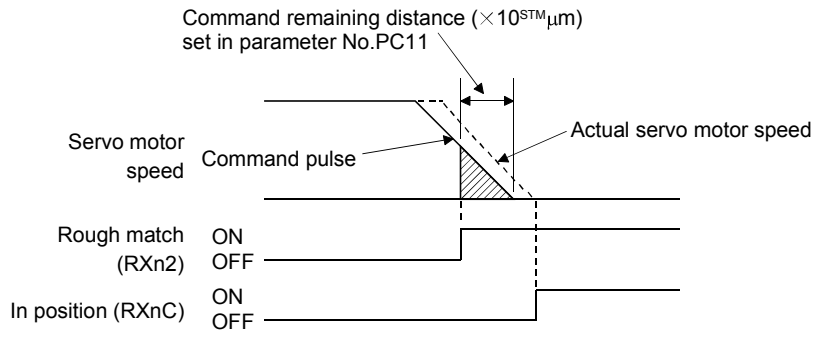 Command remaining distance (×10STMμm)
set in parameter No.PC11
Servo motor
speed
Command pulse
Actual servo motor speed
Rough match
(RXn2)
ON
OFF
In position (RXnC)
ON
OFF